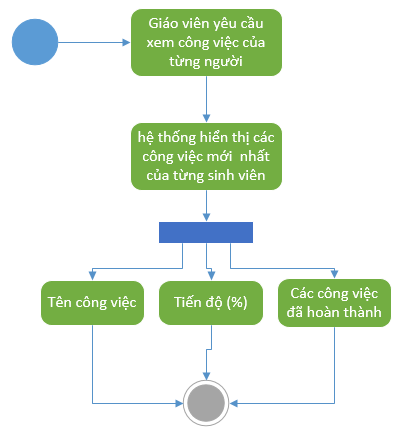 Giáo viên yêu cầu
xem công việc của
từng người
hệ thống hiển thị các
công việc mới nhất
của từng sinh viên
Tên công việc
Tiến độ (%)
Các công việc
đã hoàn thành